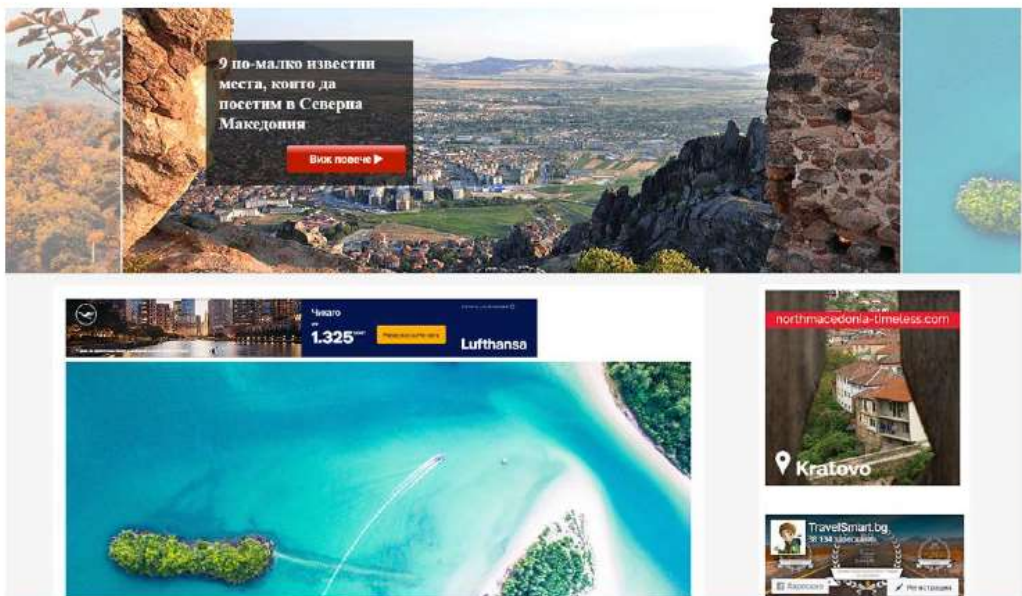 9 по-малко известни
места, които да
посетим в Северна
Македония
Виж повече
Чикаго
от
1.325
Lufthansa
northmacedonia-timeless.com
Kratovo
TravelSmart.bg
Регистрация